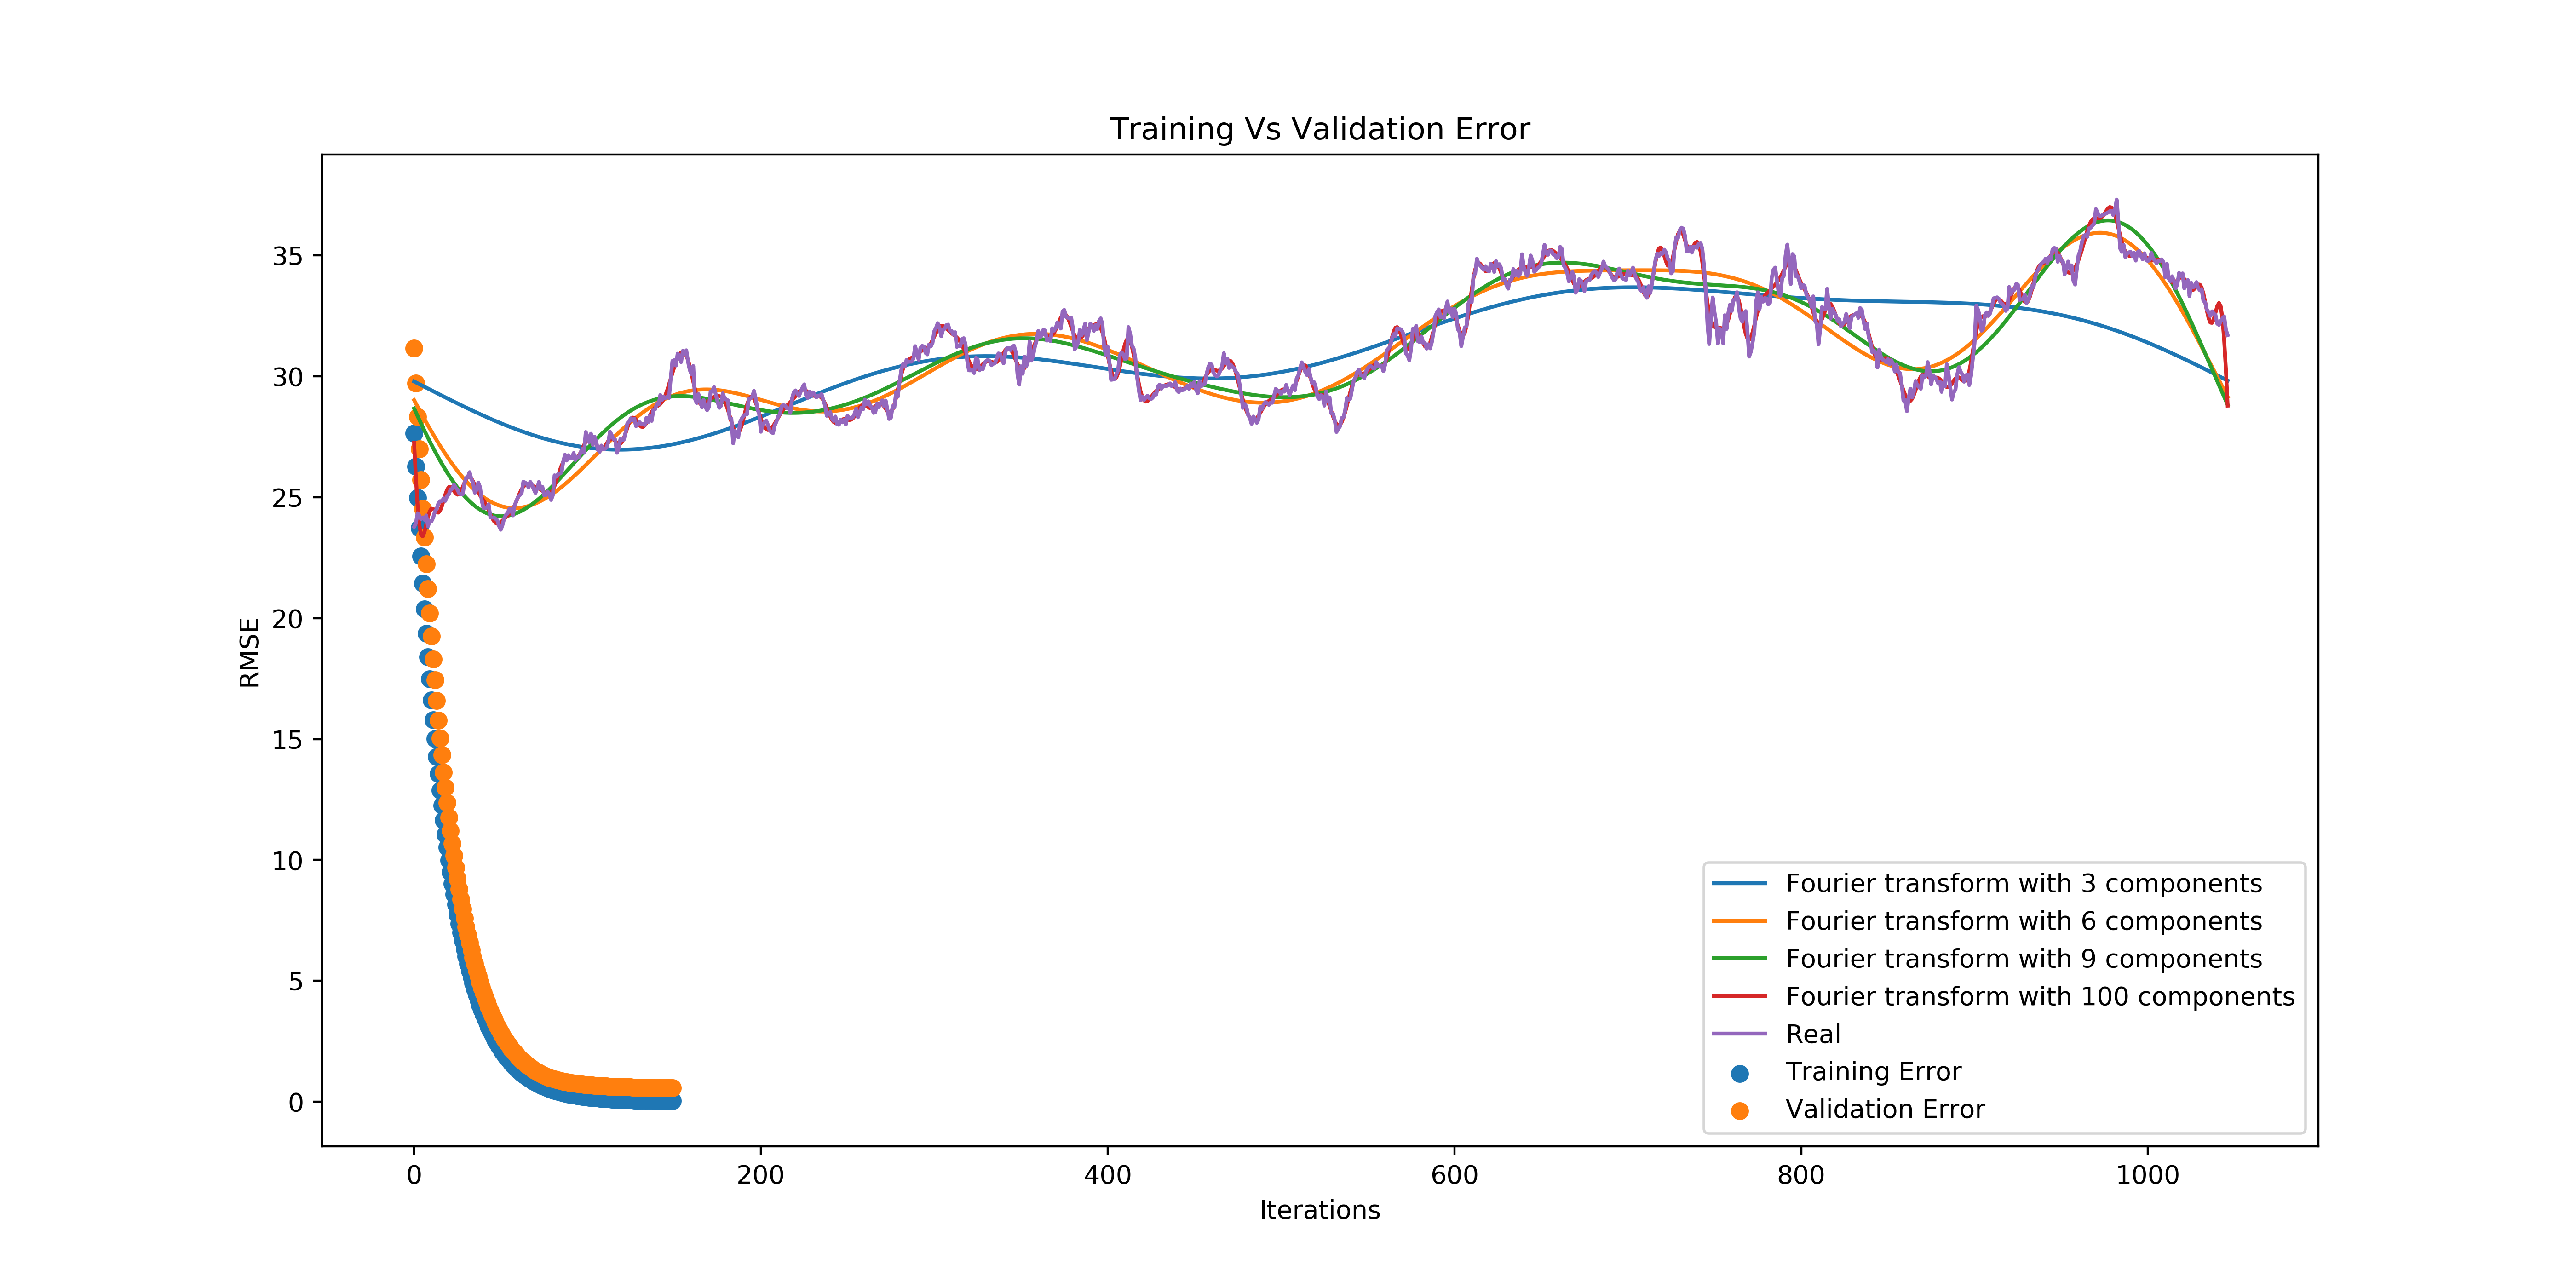 Training Vs Validation Error
RMSE
35
30
25
20
15
10
5
0
0 200 400 600 800 1000
Iterations
Fourier transform with 3 components
Fourier transform with 6 components
Fourier transform with 9 components
Fourier transform with 100 components
Real
Training Error
Validation Error